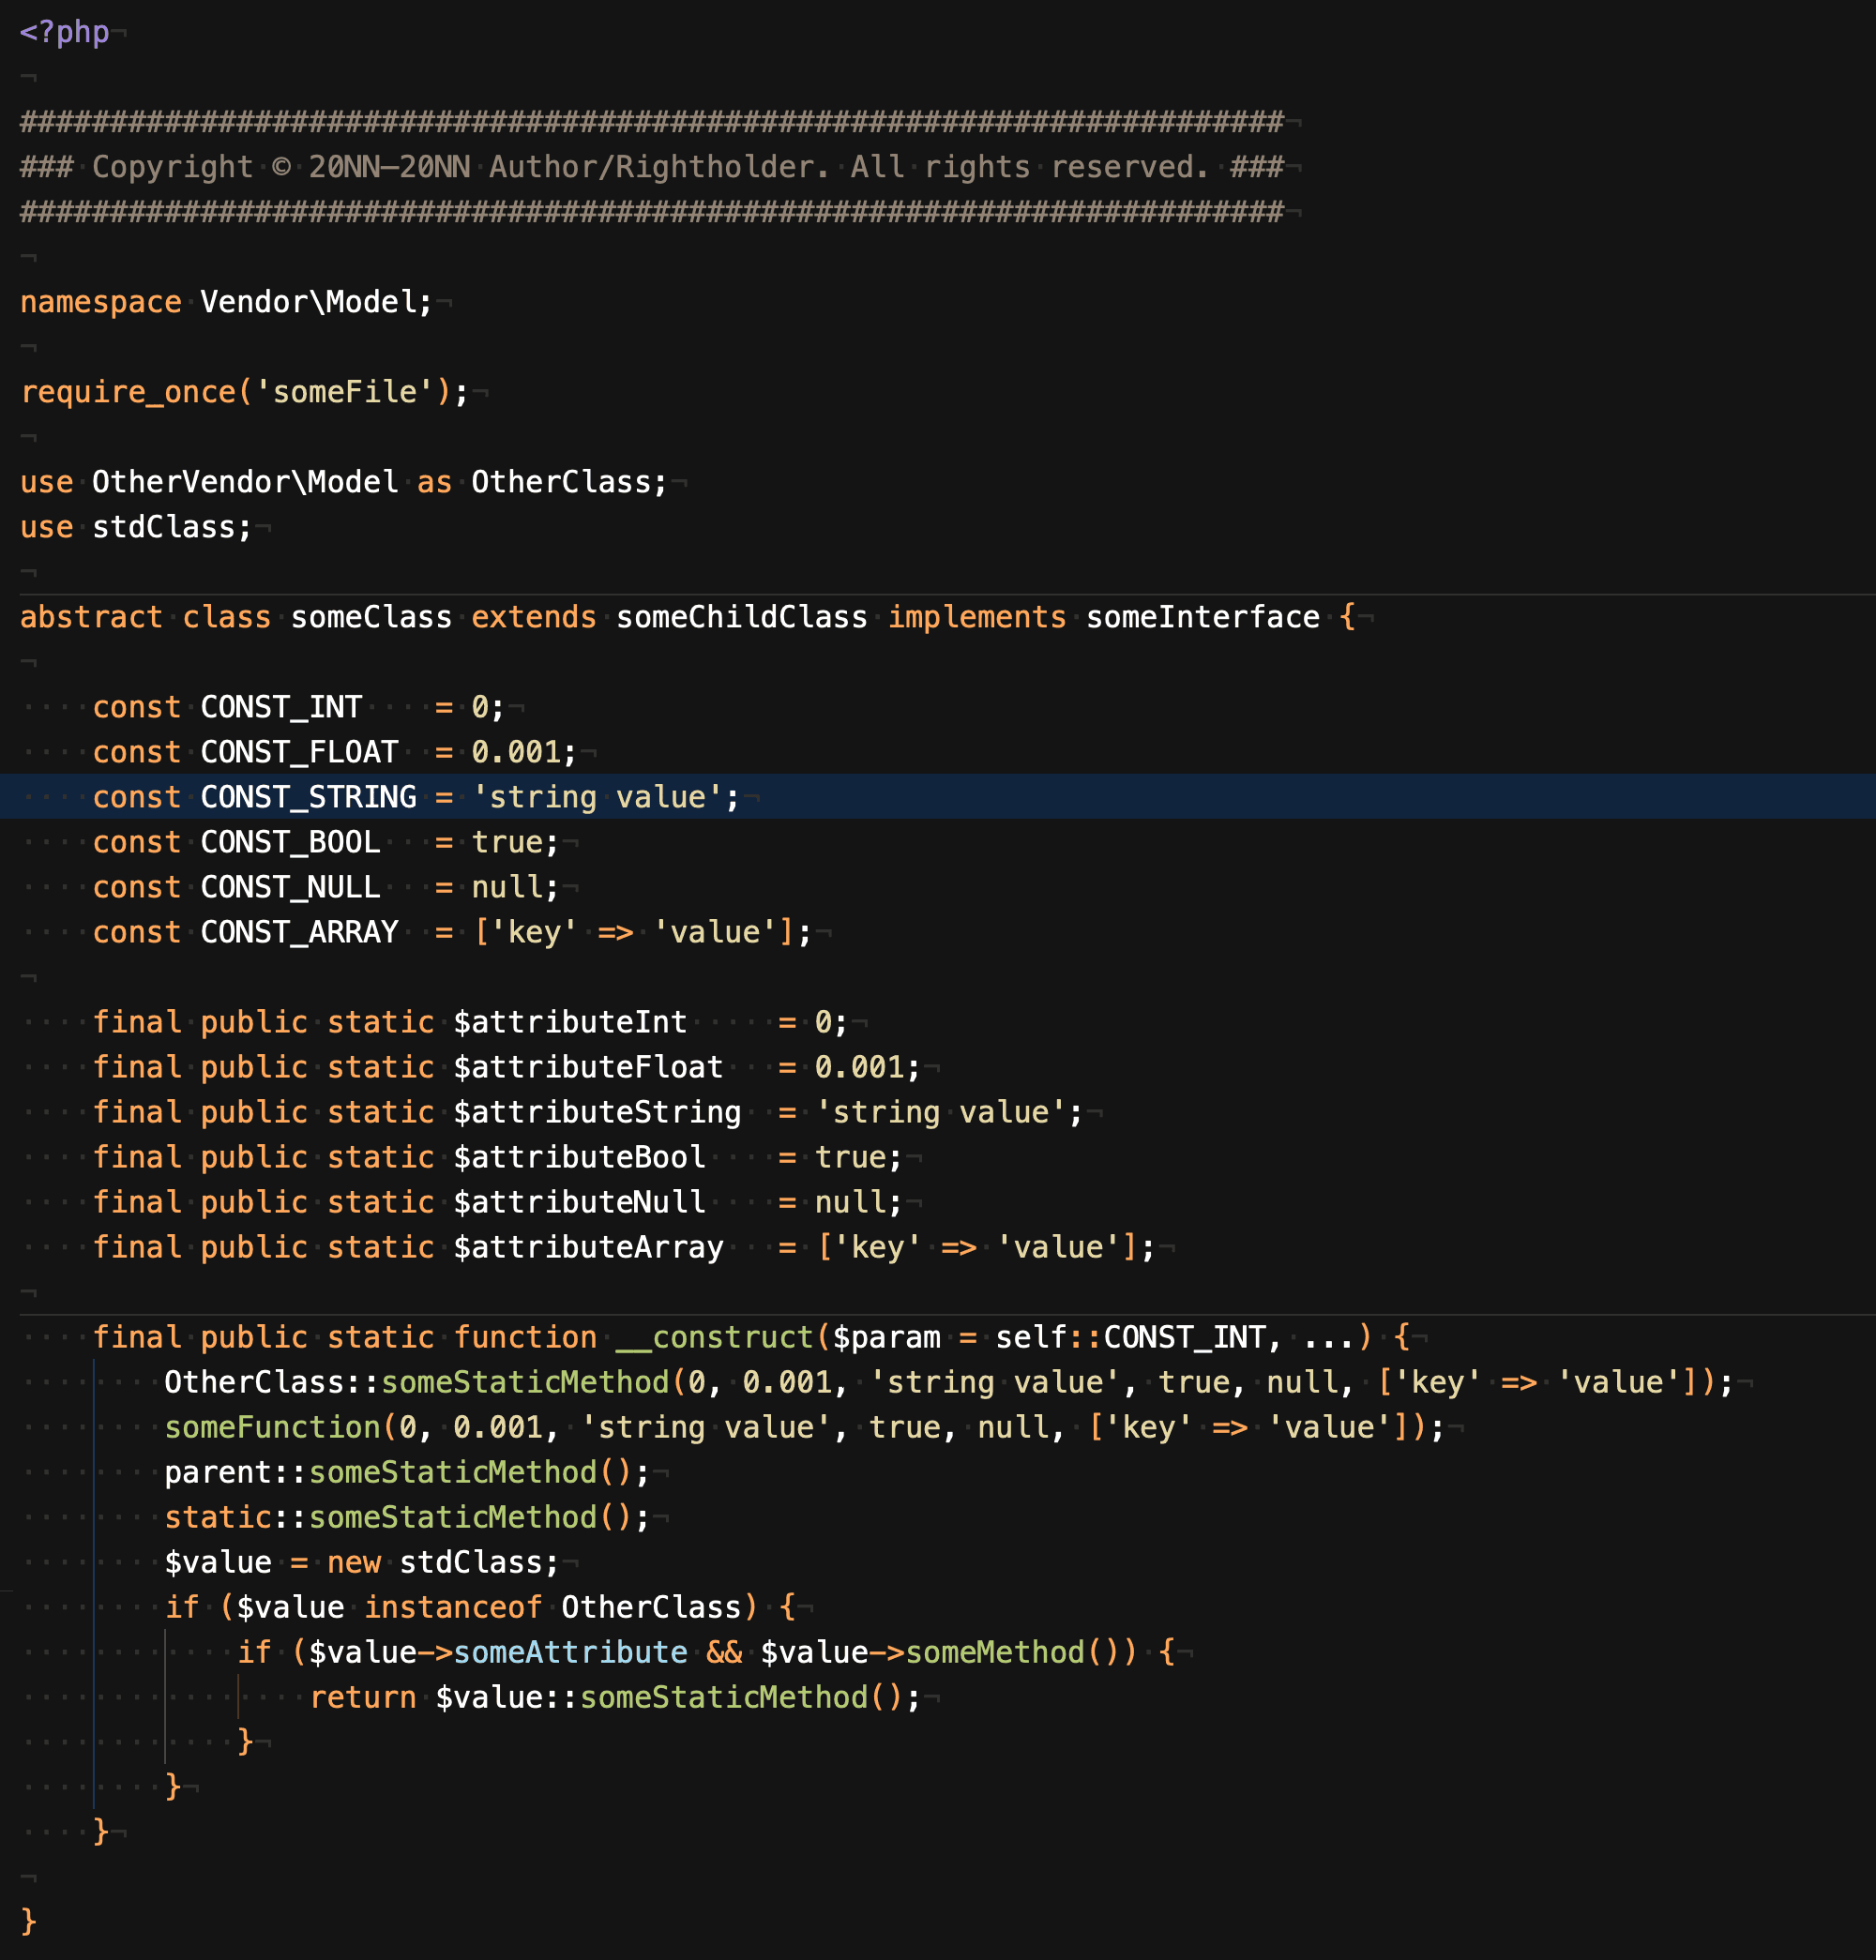 <?php
######################################################################
### Copyright © 20NN—20NN Author/Rightholder. All rights reserved. ###
######################################################################
namespace Vendor\Model;
require_once('someFile');
use OtherVendor\Model as OtherClass;
use stdClass;
abstract class someClass extends someChildClass implements someInterface {
    const CONST_INT    = 0;
    const CONST_FLOAT  = 0.001;
    const CONST_STRING = 'string value';
    const CONST_BOOL   = true;
    const CONST_NULL   = null;
    const CONST_ARRAY  = ['key' => 'value'];
    final public static $attributeInt     = 0;
    final public static $attributeFloat   = 0.001;
    final public static $attributeString  = 'string value';
    final public static $attributeBool    = true;
    final public static $attributeNull    = null;
    final public static $attributeArray   = ['key' => 'value'];
    final public static function __construct($param = self::CONST_INT, ...) {
        OtherClass::someStaticMethod(0, 0.001, 'string value', true, null, ['key' => 'value']);
        someFunction(0, 0.001, 'string value', true, null, ['key' => 'value']);
        parent::someStaticMethod();
        static::someStaticMethod();
        $value = new stdClass;
        if ($value instanceof OtherClass) {
            if ($value->someAttribute && $value->someMethod()) {
                return $value::someStaticMethod();
            }
        }
    }
}